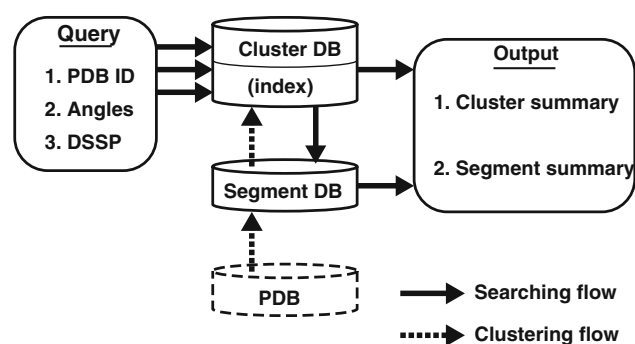 Query
1. PDB ID
2. Angles
3. DSSP
Cluster DB
(index)
Segment DB
PDB
Output
1. Cluster summary
2. Segment summary
Searching flow
Clustering flow